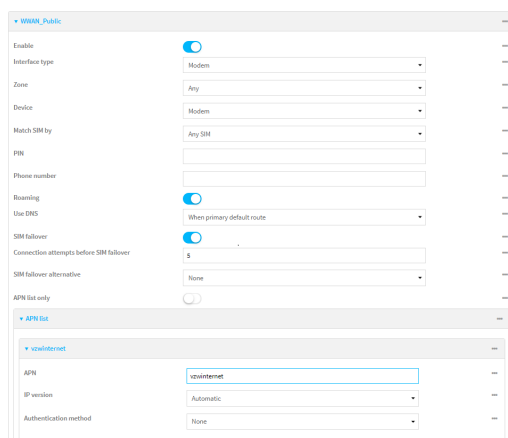 ▾ WWAN_Public
Enable
Interface type Modem
Zone Any
Device Modem
Match SIM by Any SIM
PIN
Phone number
Roaming
Use DNS When primary default route
SIM failover
Connection attempts before SIM failover 5
SIM failover alternative None
APN list only
▾ APN list
▾ vzwinternet
APN vzwinternet
IP version Automatic
Authentication method None